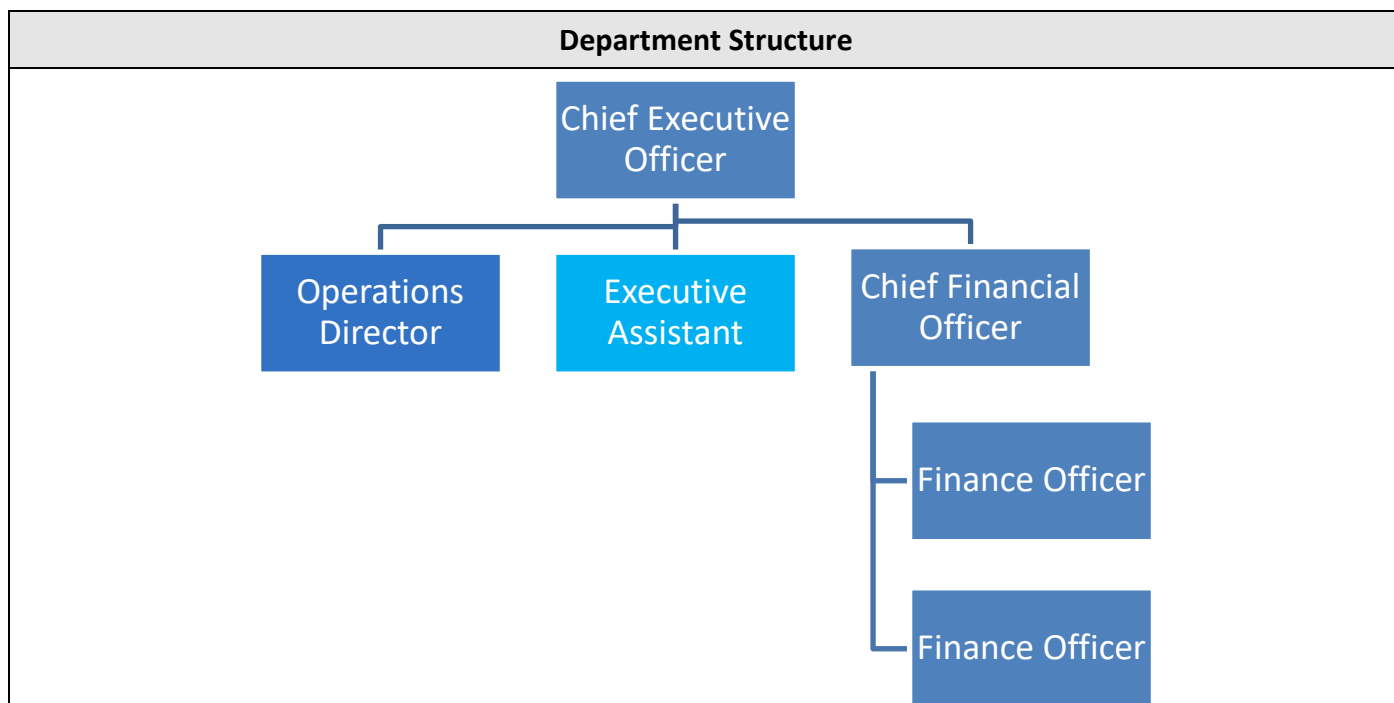 Department Structure
Chief Executive
Officer
Operations
Director
Executive
Assistant
Chief Financial
Officer
Finance Officer
Finance Officer